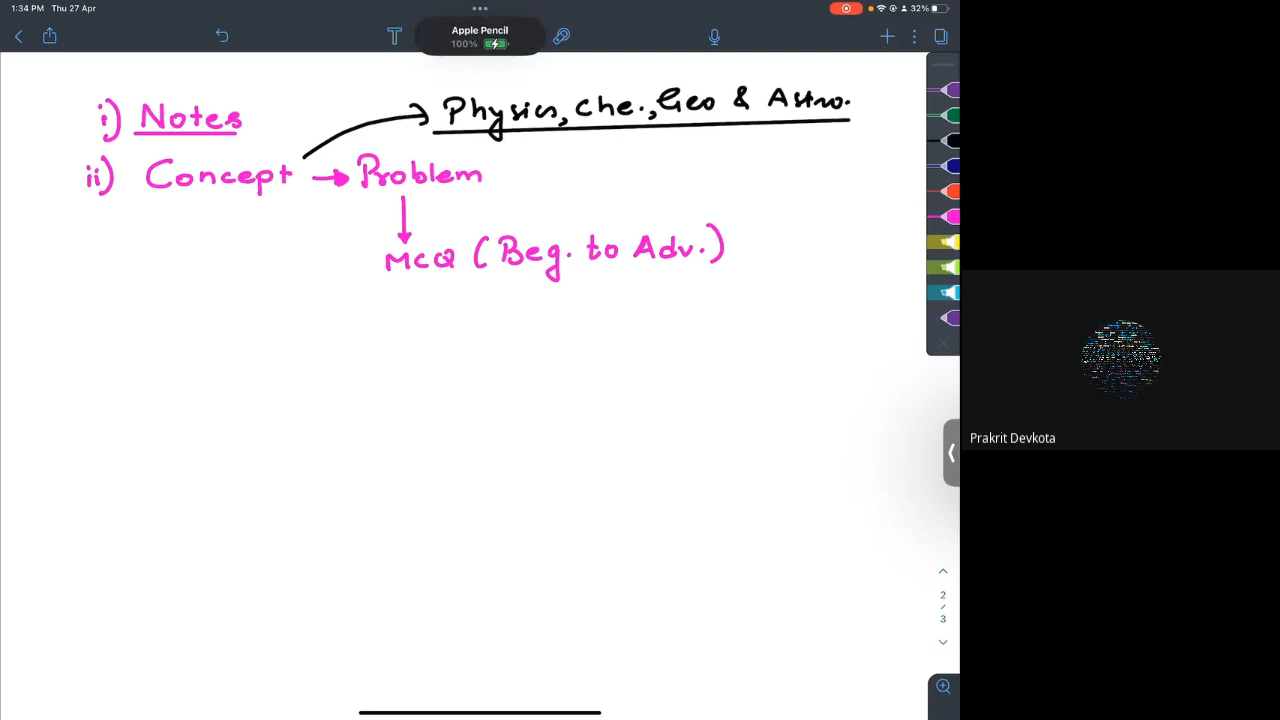 1:34 PM Thu 27 Apr
32%
Apple Pencil
100%
i) Notes
Physics, Che., Geo & Astro.
ii) Concept → Problem
MCQ (Beg. to Adv.)
Prakrit Devkota
2
/
3